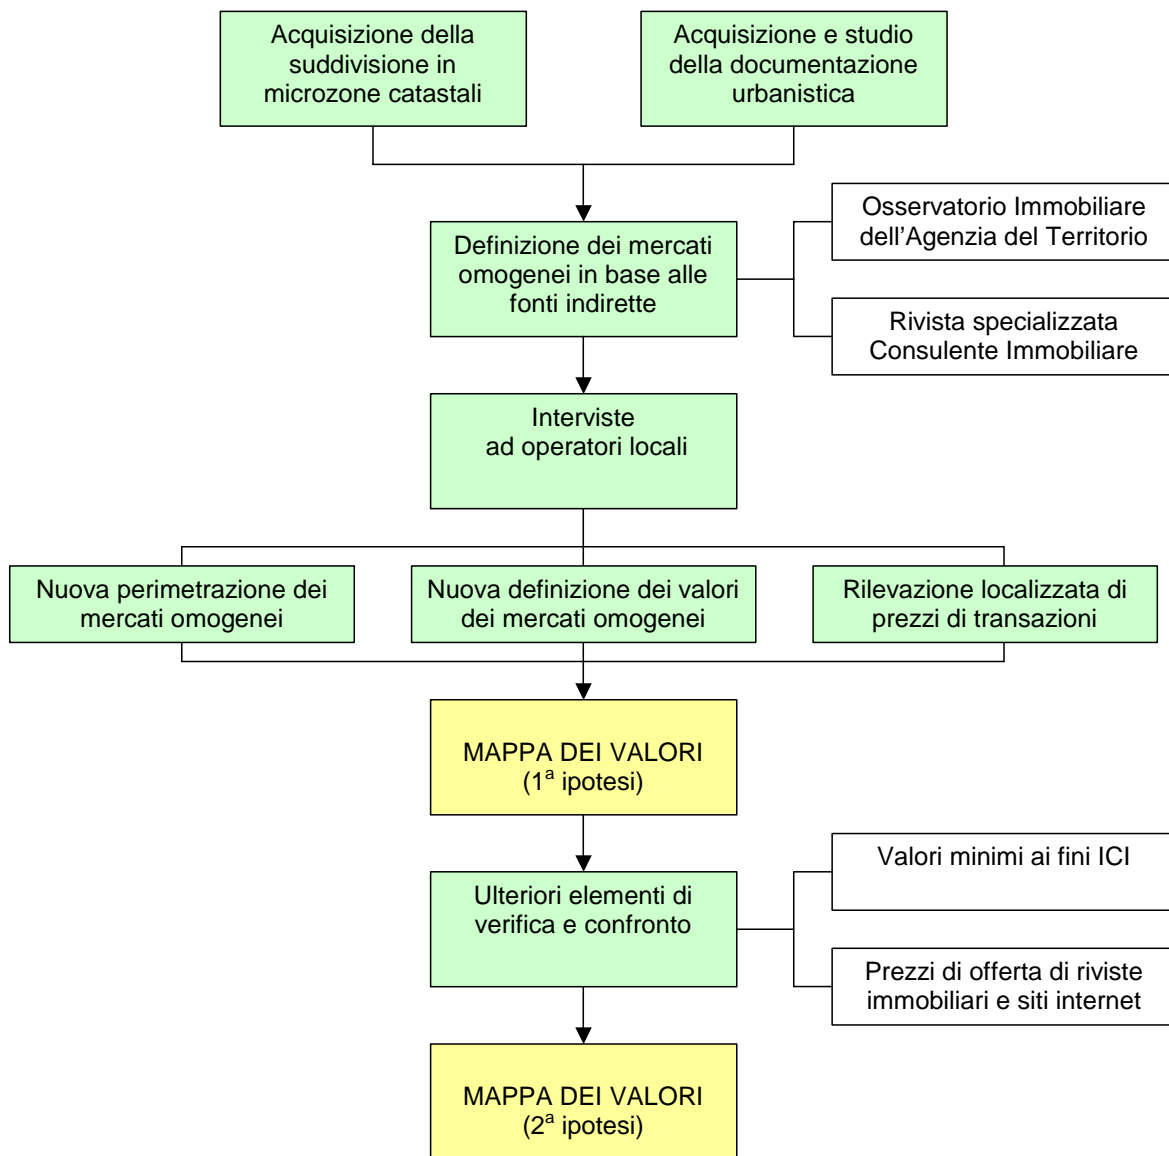 Acquisizione della
suddivisione in
microzone catastali
Acquisizione e studio
della documentazione
urbanistica
Definizione dei mercati
omogenei in base alle
fonti indirette
Osservatorio Immobiliare
dell’Agenzia del Territorio
Rivista specializzata
Consulente Immobiliare
Interviste
ad operatori locali
Nuova perimetrazione dei
mercati omogenei
Nuova definizione dei valori
dei mercati omogenei
Rilevazione localizzata di
prezzi di transazioni
MAPPA DEI VALORI
(1ª ipotesi)
Ulteriori elementi di
verifica e confronto
Valori minimi ai fini ICI
Prezzi di offerta di riviste
immobiliari e siti internet
MAPPA DEI VALORI
(2ª ipotesi)